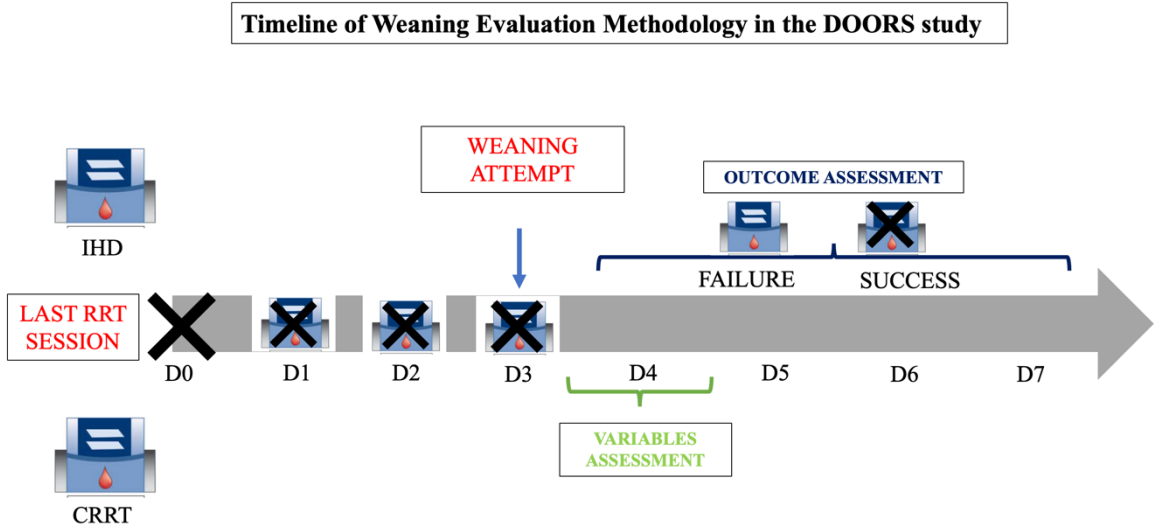 Timeline of Weaning Evaluation Methodology in the DOORS study
WEANING
ATTEMPT
OUTCOME ASSESSMENT
IHD
FAILURE
SUCCESS
LAST RRT
SESSION
D0
D1
D2
D3
D4
D5
D6
D7
VARIABLES
ASSESSMENT
CRRT